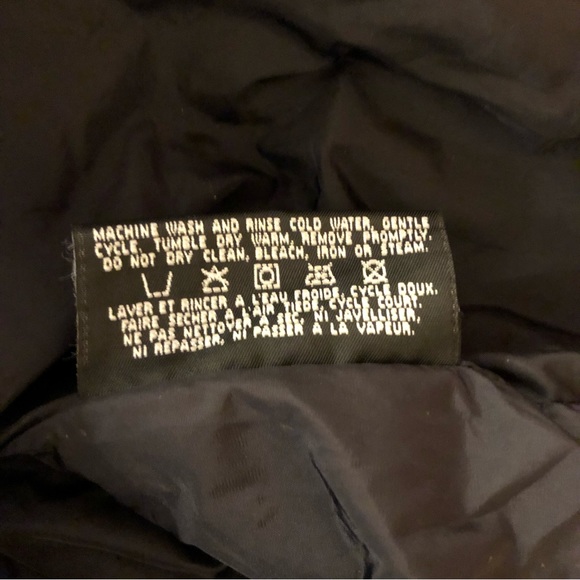 MACHINE WASH AND RINSE COLD WATER, GENTLE
CYCLE. TUMBLE DRY WARM, REMOVE PROMPTLY.
DO NOT DRY CLEAN, BLEACH, IRON OR STEAM.
LAVER ET RINCER A L'EAU FROIDE, CYCLE DOUX.
FAIRE SECHER A L'AIR TIEDE, CYCLE COURT.
NE PAS NETTOYER A SEC, NI JAVELLISER,
NI REPASSER, NI PASSER A LA VAPEUR.